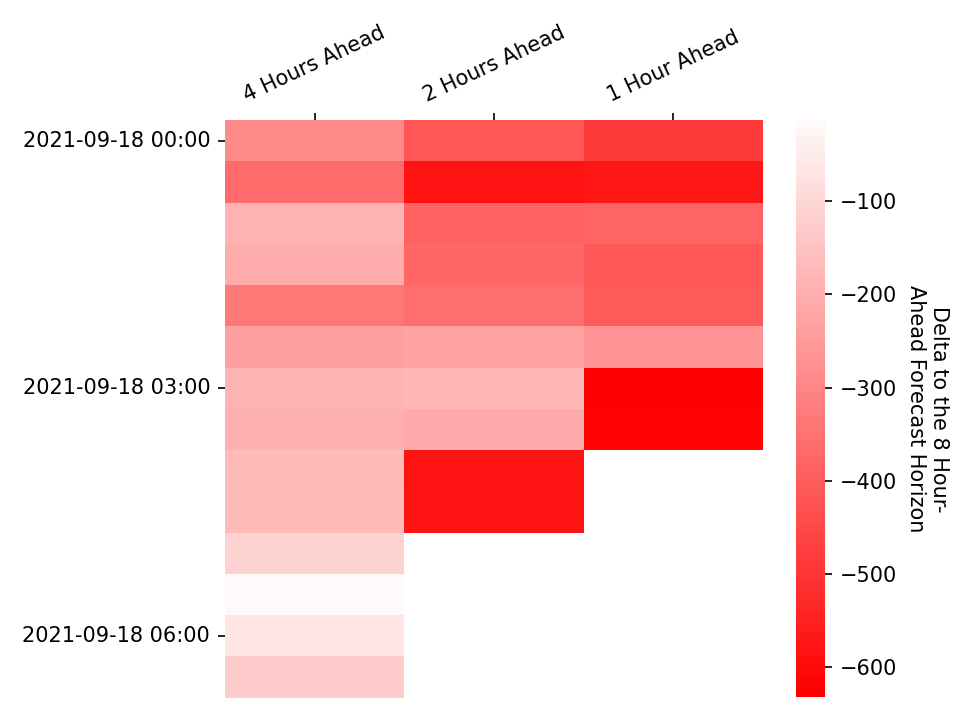 4 Hours Ahead
2 Hours Ahead
1 Hour Ahead
2021-09-18 00:00
2021-09-18 03:00
2021-09-18 06:00
−100
−200
−300
−400
−500
−600
Delta to the 8 Hour-
Ahead Forecast Horizon